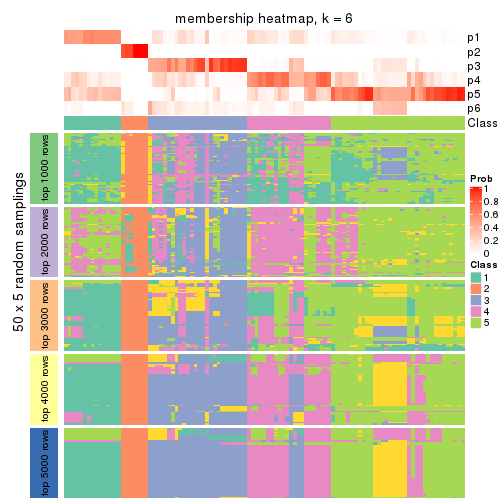 membership heatmap, k = 6
p1
p2
p3
p4
p5
p6
Class
50 x 5 random samplings
top 1000 rows
top 2000 rows
top 3000 rows
top 4000 rows
top 5000 rows
Prob
1
0.8
0.6
0.4
0.2
0
Class
1
2
3
4
5